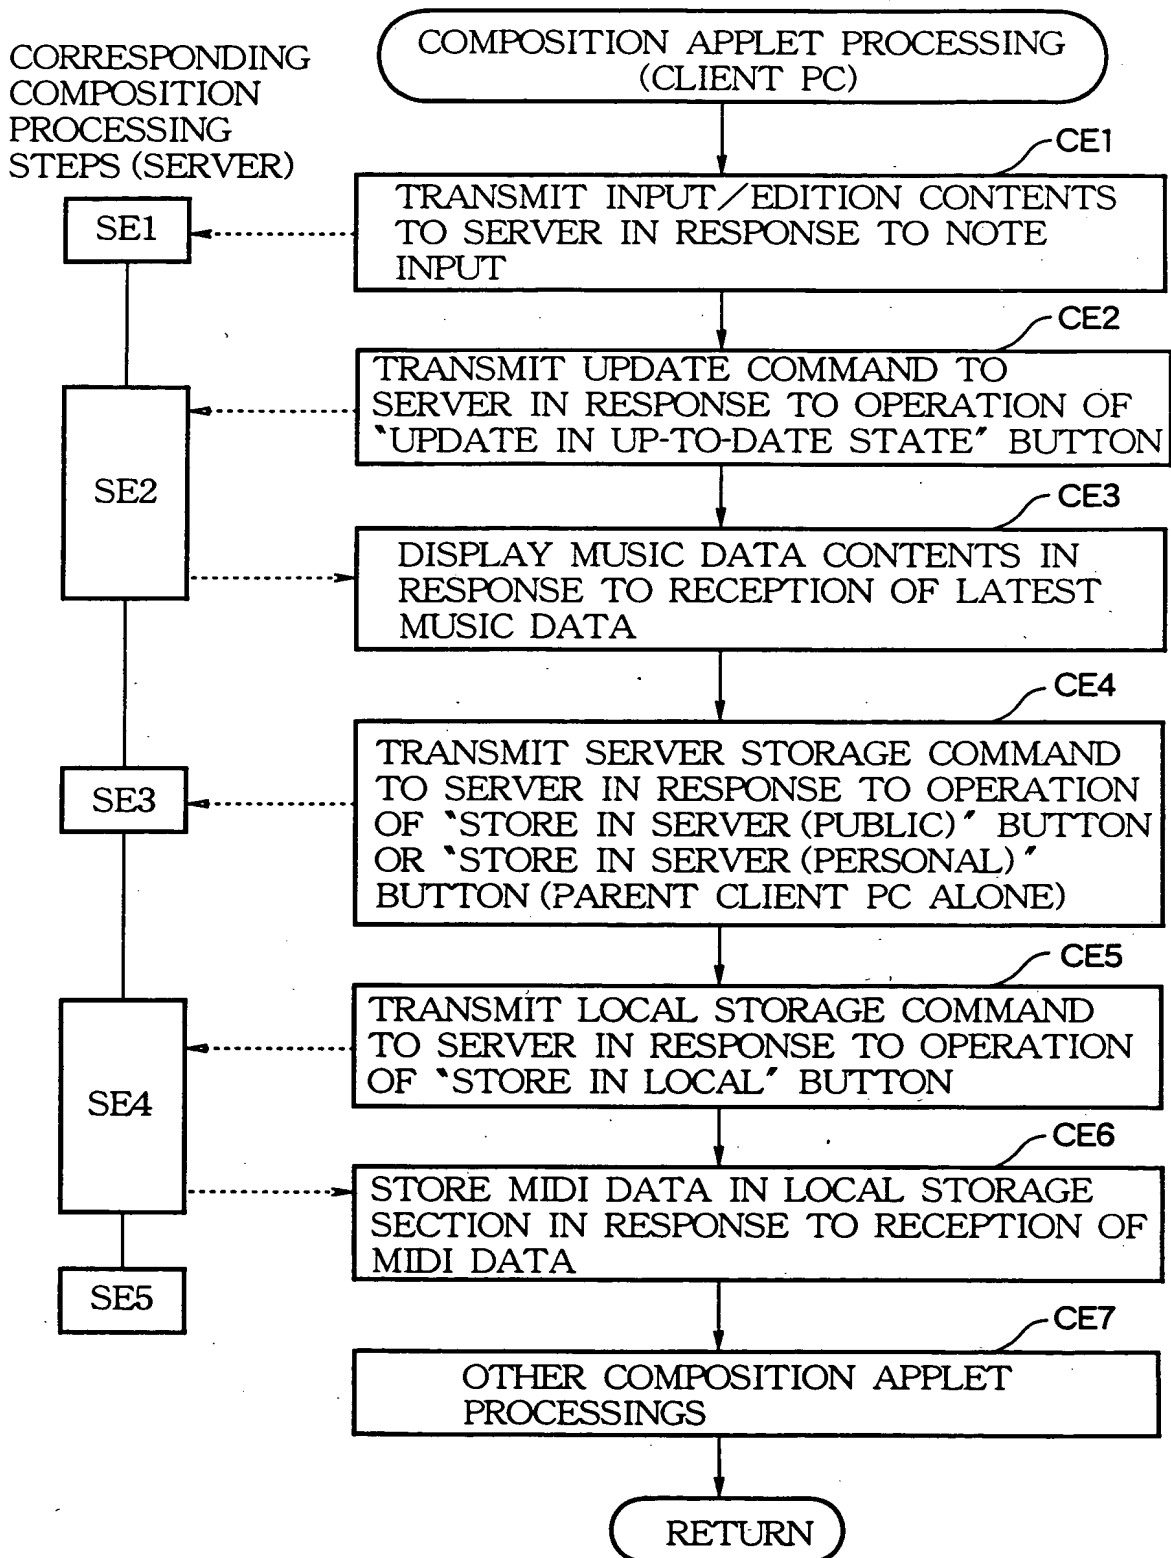 CORRESPONDING
COMPOSITION
PROCESSING
STEPS (SERVER)
COMPOSITION APPLET PROCESSING
(CLIENT PC)
CE1
TRANSMIT INPUT/EDITION CONTENTS
TO SERVER IN RESPONSE TO NOTE
INPUT
SE1
CE2
TRANSMIT UPDATE COMMAND TO
SERVER IN RESPONSE TO OPERATION OF
"UPDATE IN UP-TO-DATE STATE" BUTTON
SE2
CE3
DISPLAY MUSIC DATA CONTENTS IN
RESPONSE TO RECEPTION OF LATEST
MUSIC DATA
CE4
TRANSMIT SERVER STORAGE COMMAND
TO SERVER IN RESPONSE TO OPERATION
OF "STORE IN SERVER (PUBLIC)" BUTTON
OR "STORE IN SERVER (PERSONAL)"
BUTTON (PARENT CLIENT PC ALONE)
SE3
CE5
TRANSMIT LOCAL STORAGE COMMAND
TO SERVER IN RESPONSE TO OPERATION
OF "STORE IN LOCAL" BUTTON
SE4
CE6
STORE MIDI DATA IN LOCAL STORAGE
SECTION IN RESPONSE TO RECEPTION OF
MIDI DATA
SE5
CE7
OTHER COMPOSITION APPLET
PROCESSINGS
RETURN